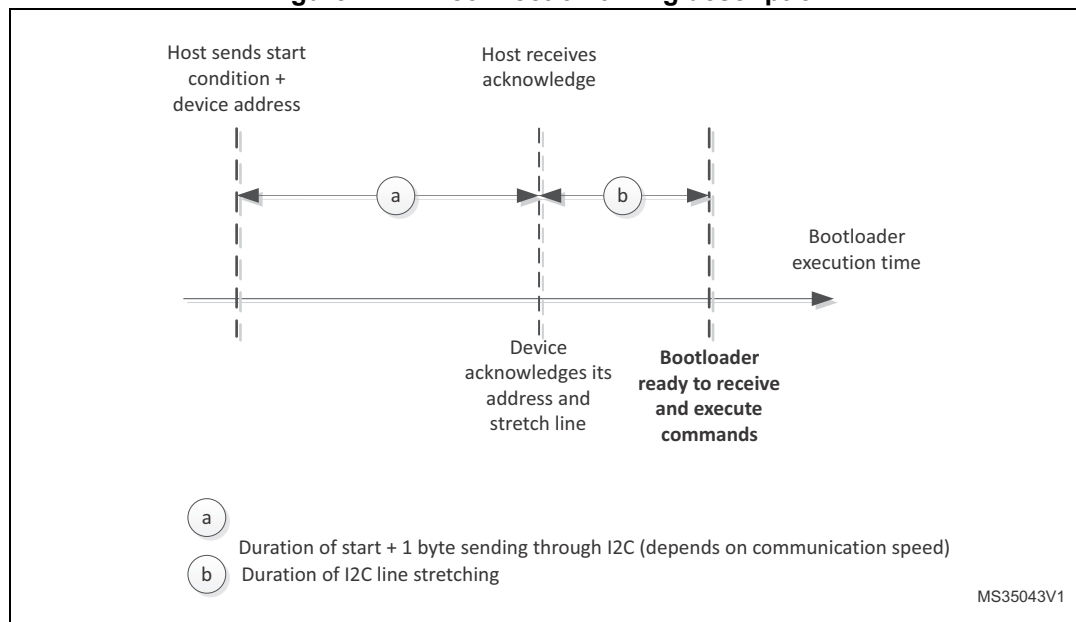 Host sends start
condition +
device address
Host receives
acknowledge
a
b
Bootloader
execution time
Device
acknowledges its
address and
stretch line
Bootloader
ready to receive
and execute
commands
a
Duration of start + 1 byte sending through I2C (depends on communication speed)
b Duration of I2C line stretching
MS35043V1